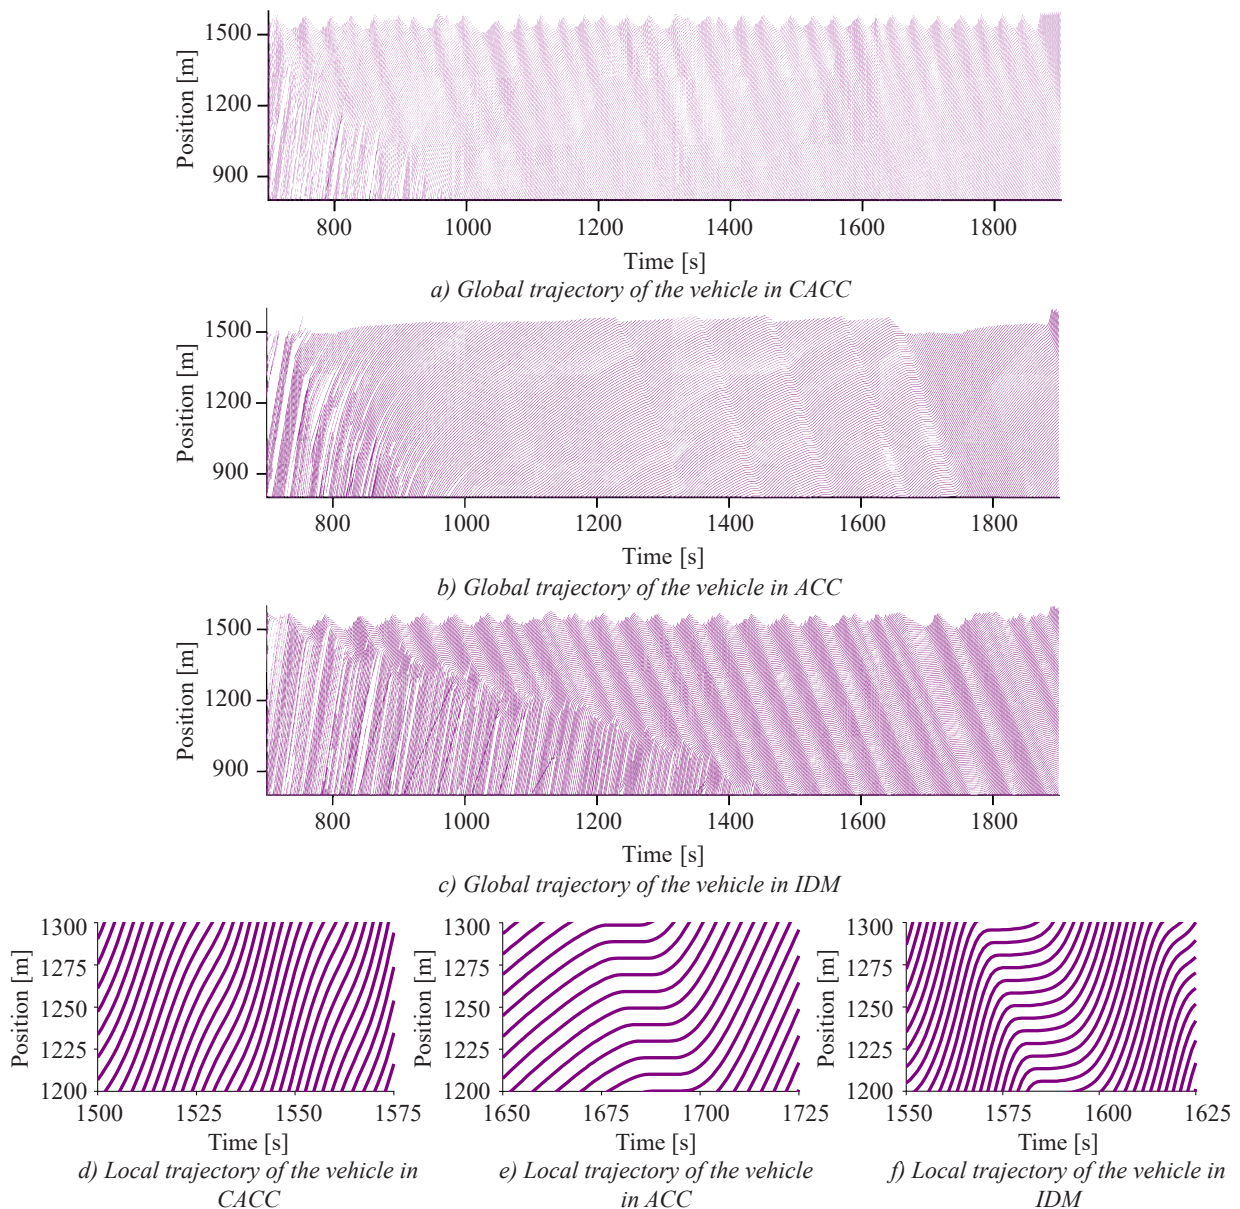 1500
1200
900
Position [m]
800 1000 1200 1400 1600 1800
Time [s]
a) Global trajectory of the vehicle in CACC
1500
1200
900
Position [m]
800 1000 1200 1400 1600 1800
Time [s]
b) Global trajectory of the vehicle in ACC
1500
1200
900
Position [m]
800 1000 1200 1400 1600 1800
Time [s]
c) Global trajectory of the vehicle in IDM
1300
1275
1250
1225
1200
Position [m]
1500 1525 1550 1575
Time [s]
d) Local trajectory of the vehicle in
CACC
1300
1275
1250
1225
1200
Position [m]
1650 1675 1700 1725
Time [s]
e) Local trajectory of the vehicle
in ACC
1300
1275
1250
1225
1200
Position [m]
1550 1575 1600 1625
Time [s]
f) Local trajectory of the vehicle in
IDM